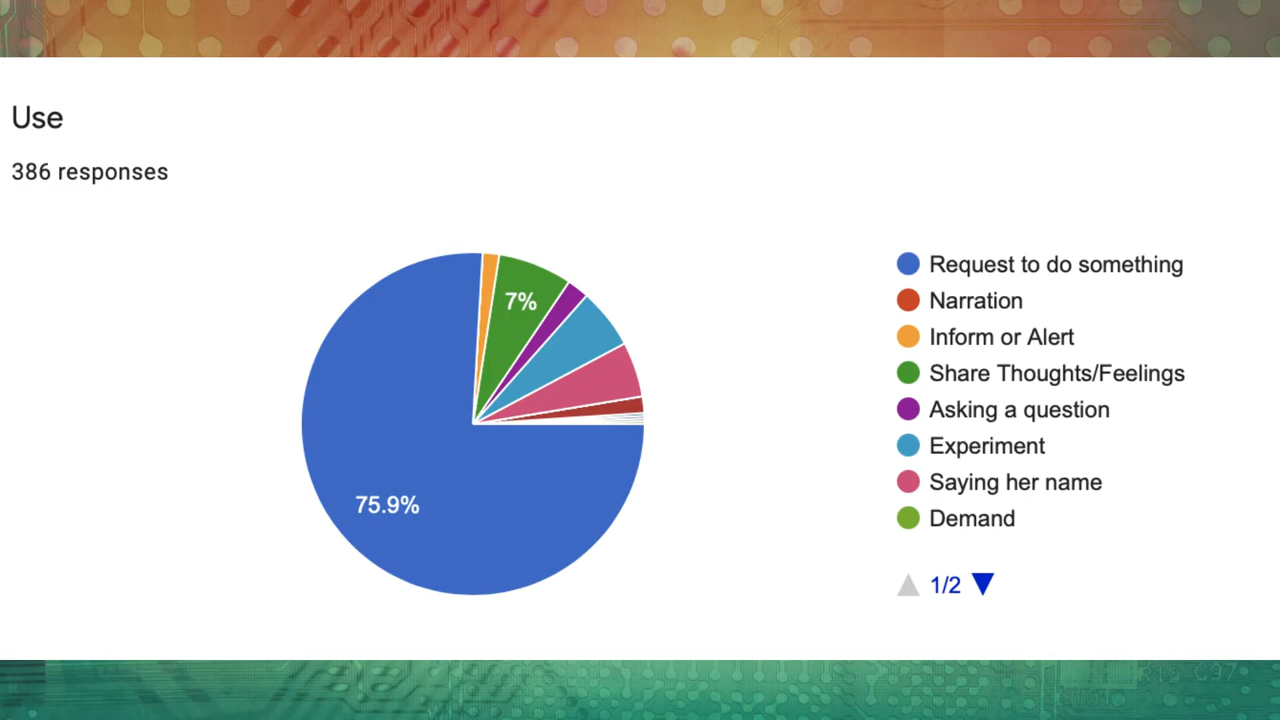 Use
386 responses
7%
75.9%
Request to do something
Narration
Inform or Alert
Share Thoughts/Feelings
Asking a question
Experiment
Saying her name
Demand
1/2